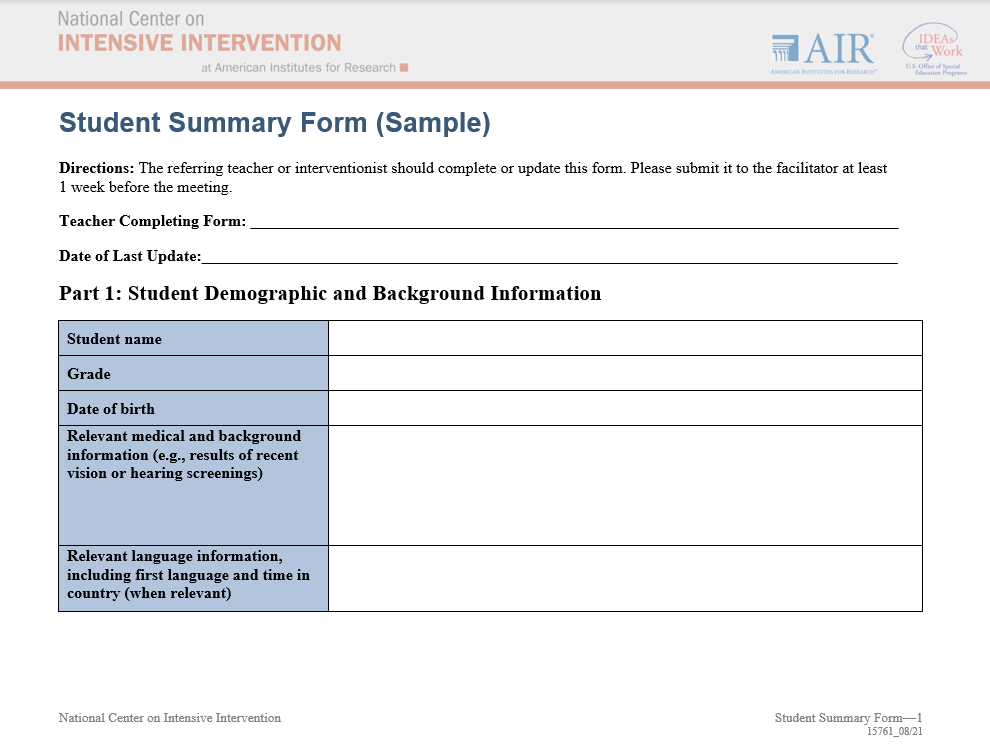 National Center on
INTENSIVE INTERVENTION
at American Institutes for Research
AIR®
AMERICAN INSTITUTES FOR RESEARCH®
IDEAs
that Work
U.S. Office of Special
Education Programs
Student Summary Form (Sample)
Directions: The referring teacher or interventionist should complete or update this form. Please submit it to the facilitator at least
1 week before the meeting.
Teacher Completing Form:
Date of Last Update:
Part 1: Student Demographic and Background Information
Student name
Grade
Date of birth
Relevant medical and background
information (e.g., results of recent
vision or hearing screenings)
Relevant language information,
including first language and time in
country (when relevant)
National Center on Intensive Intervention
Student Summary Form—1
15761_08/21